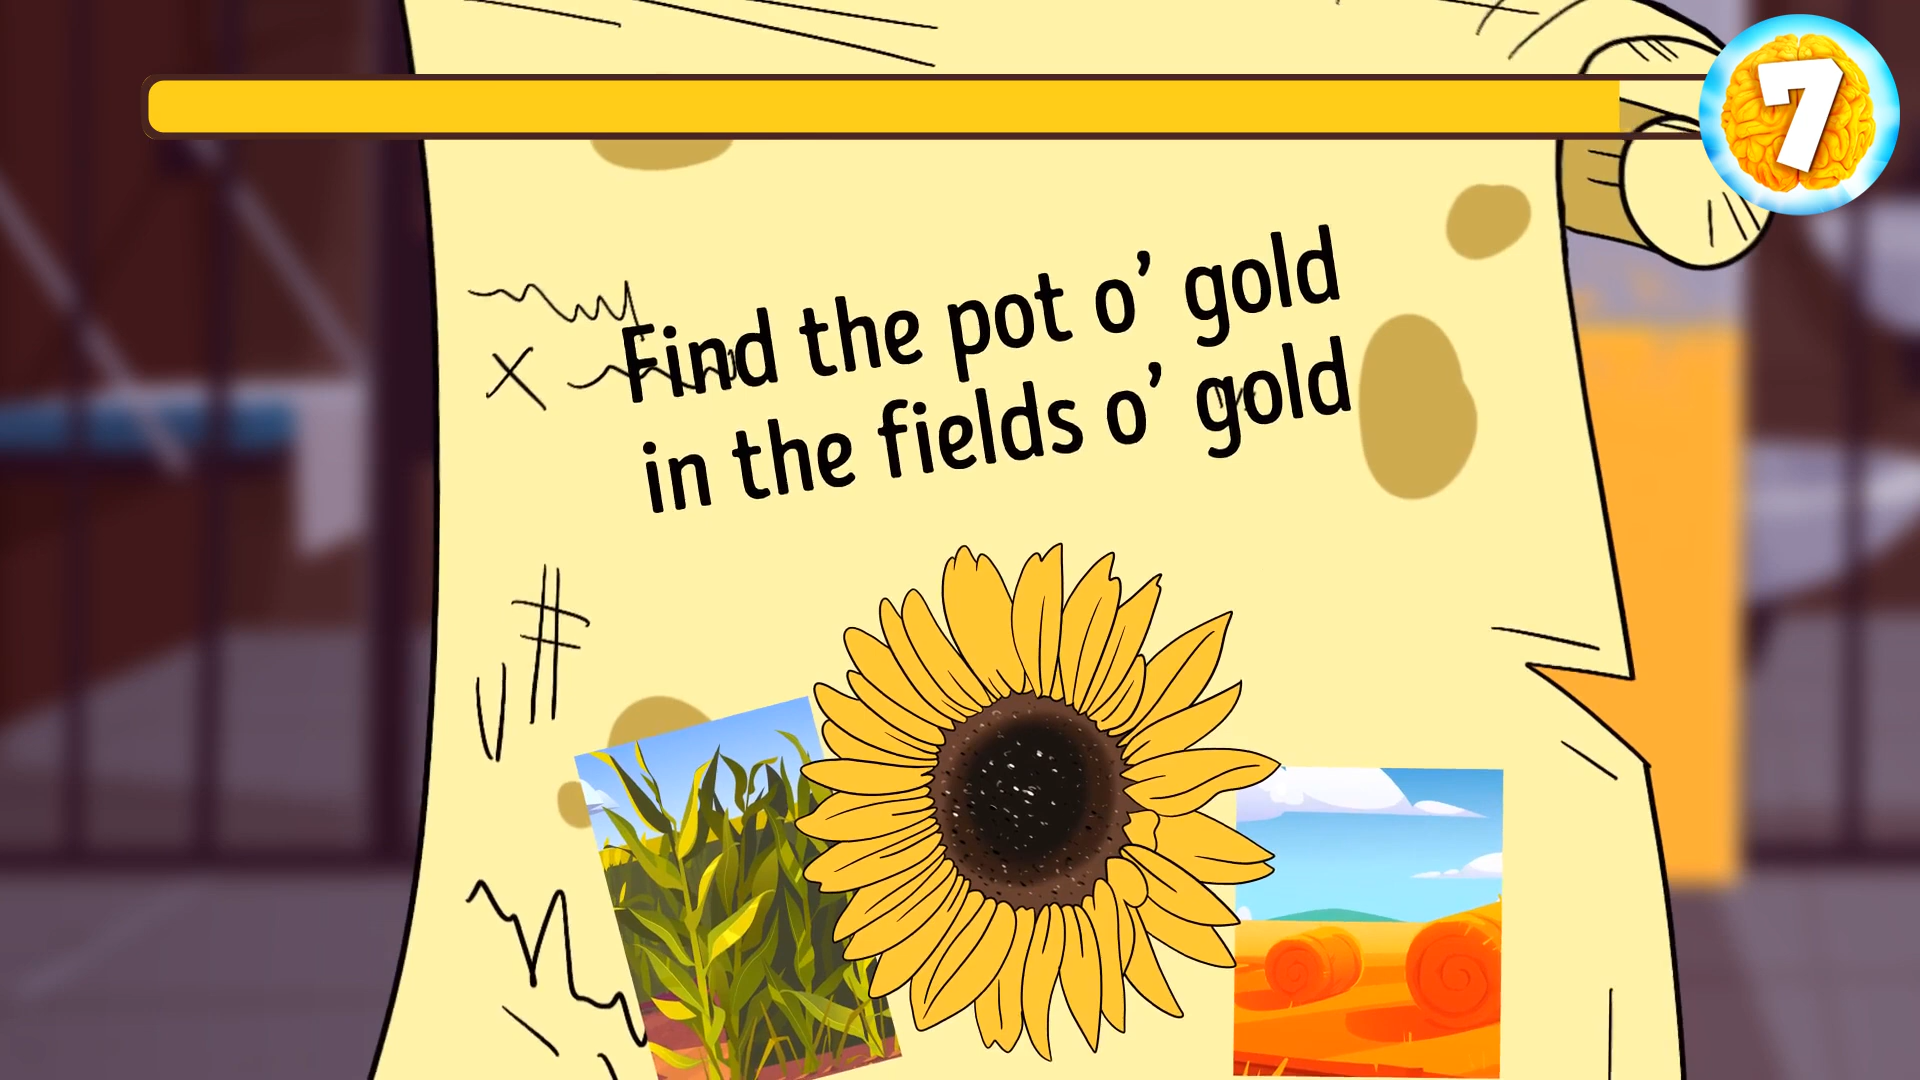 7
Find the pot o’ gold
in the fields o’ gold